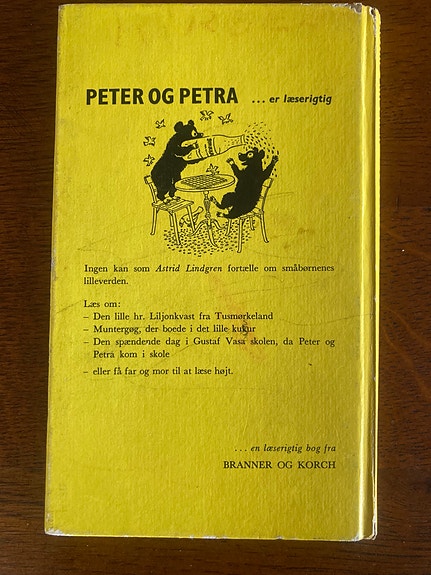 PETER OG PETRA ... er læserigtig
Ingen kan som Astrid Lindgren fortælle om småbørnenes
lilleverden.
Læs om:
– Den lille hr. Liljonkvast fra Tusmørkeland
– Muntergøg, der boede i det lille kukur
– Den spændende dag i Gustaf Vasa skolen, da Peter og
Petra kom i skole
– eller få far og mor til at læse højt.
... en læserigtig bog fra
BRANNER OG KORCH